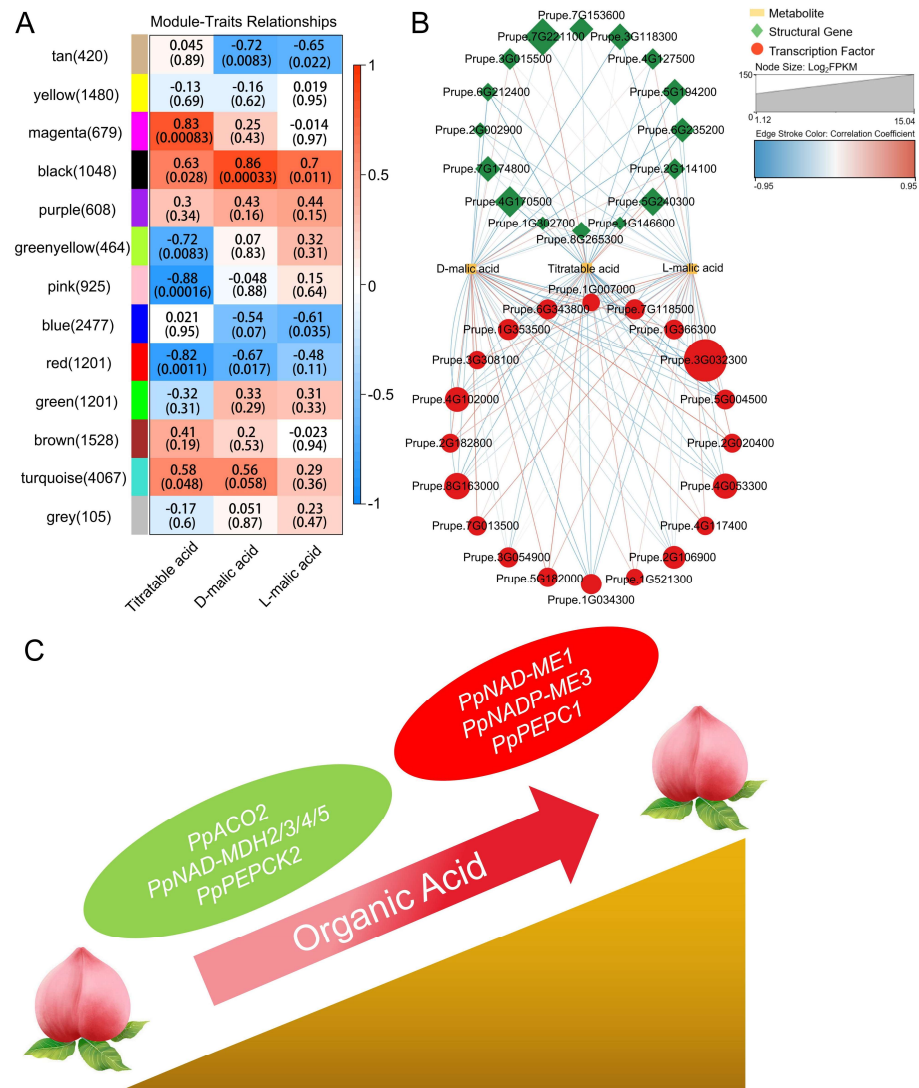 A
Module-Traits Relationships
tan(420)
0.045 -0.72 -0.65
(0.89) (0.0083) (0.022)
yellow(1480)
-0.13 -0.16 0.019
(0.69) (0.62) (0.95)
magenta(679)
0.83 0.25 -0.014
(0.00083) (0.43) (0.97)
black(1048)
0.63 0.86 0.7
(0.028) (0.00033) (0.011)
purple(608)
0.3 0.43 0.44
(0.34) (0.16) (0.15)
greenyellow(464)
-0.72 0.07 0.32
(0.0083) (0.83) (0.31)
pink(925)
-0.88 -0.048 0.15
(0.00016) (0.88) (0.64)
blue(2477)
0.021 -0.54 -0.61
(0.95) (0.07) (0.035)
red(1201)
-0.82 -0.67 -0.48
(0.0011) (0.017) (0.11)
green(1201)
-0.32 0.33 0.31
(0.31) (0.29) (0.33)
brown(1528)
0.41 0.2 -0.023
(0.19) (0.53) (0.94)
turquoise(4067)
0.58 0.56 0.29
(0.048) (0.058) (0.36)
grey(105)
-0.17 0.051 0.23
(0.6) (0.87) (0.47)
Titratable acid
D-malic acid
L-malic acid
1
0.5
0
-0.5
-1
B
Prupe.7G153600
Prupe.7G221100
Prupe.3G118300
Prupe.3G015500
Prupe.4G127500
Prupe.6G212400
Prupe.5G194200
Prupe.2G002900
Prupe.6G235200
Prupe.7G174800
Prupe.2G114100
Prupe.4G170500
Prupe.5G240300
Prupe.1G302700
Prupe.1G146600
Prupe.8G265300
D-malic acid
Titratable acid
L-malic acid
Prupe.1G007000
Prupe.6G343800
Prupe.7G118500
Prupe.1G353500
Prupe.1G366300
Prupe.3G308100
Prupe.3G032300
Prupe.4G102000
Prupe.5G004500
Prupe.2G182800
Prupe.2G020400
Prupe.8G163000
Prupe.4G053300
Prupe.7G013500
Prupe.4G117400
Prupe.3G054900
Prupe.2G106900
Prupe.5G182000
Prupe.1G521300
Prupe.1G034300
Metabolite
Structural Gene
Transcription Factor
Node Size: Log2FPKM
150
0
1.12
15.04
Edge Stroke Color: Correlation Coefficient
-0.95
0.95
C
PpNAD-ME1
PpNADP-ME3
PpPEPC1
PpACO2
PpNAD-MDH2/3/4/5
PpPEPCK2
Organic Acid